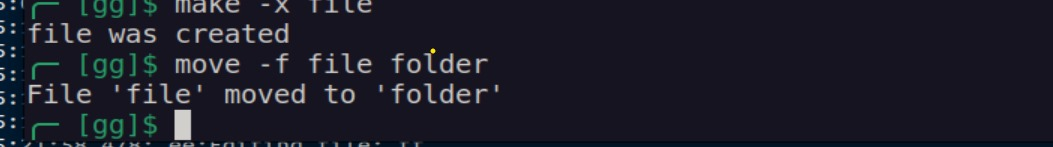 [gg]$ make -x file
file was created
[gg]$ move -f file folder
File 'file' moved to 'folder'
[gg]$